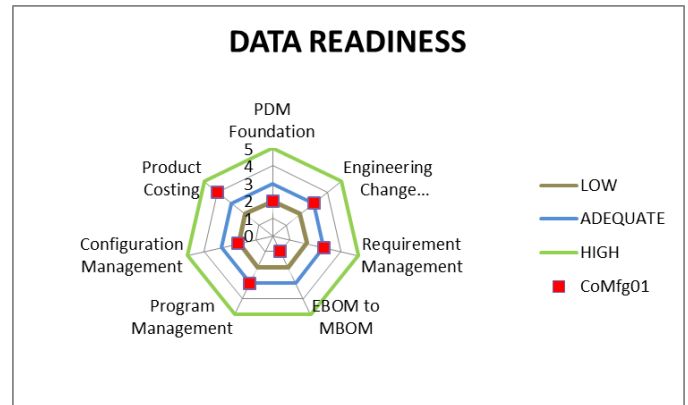 DATA READINESS
PDM
Foundation
5
4
3
2
1
0
Engineering
Change...
Requirement
Management
EBOM to
MBOM
Program
Management
Configuration
Management
Product
Costing
LOW
ADEQUATE
HIGH
CoMfg01